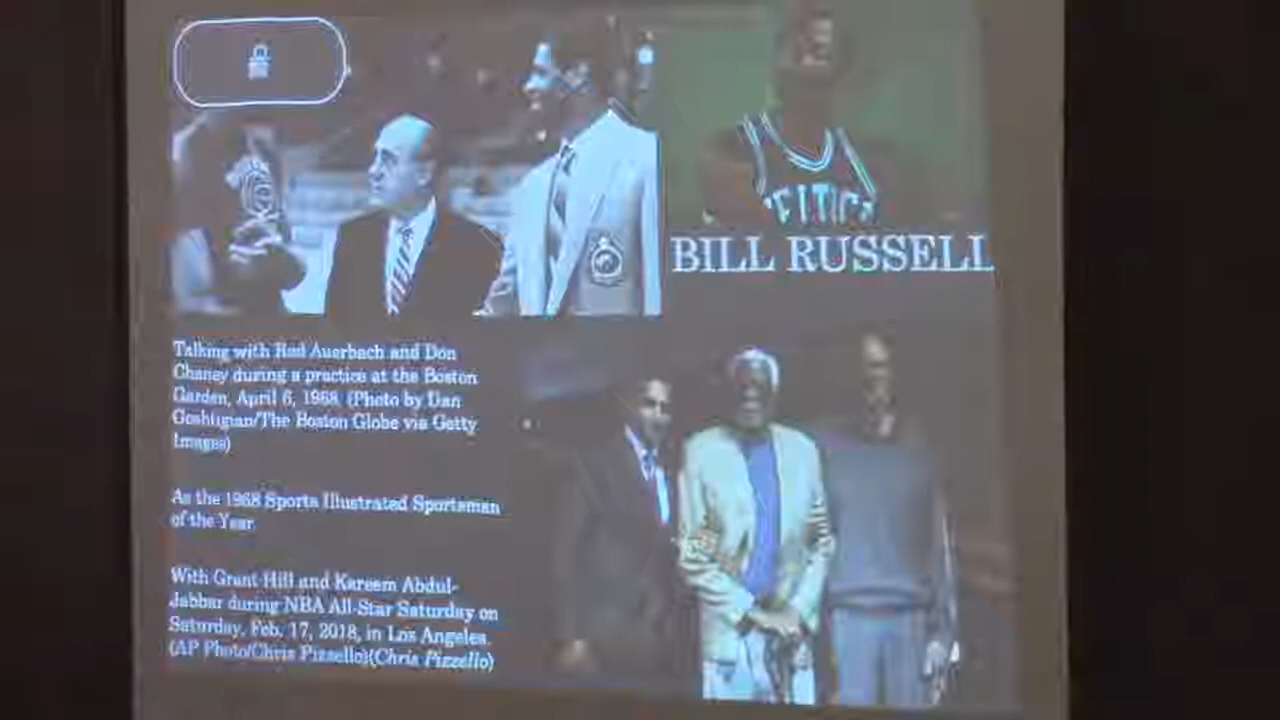 CELTICS
BILL RUSSELL
Talking with Red Auerbach and Don
Chaney during a practice at the Boston
Garden, April 6, 1968. (Photo by Dan
Goshtigian/The Boston Globe via Getty
Images)
As the 1968 Sports Illustrated Sportsman
of the Year.
With Grant Hill and Kareem Abdul-
Jabbar during NBA All-Star Saturday on
Saturday, Feb. 17, 2018, in Los Angeles.
(AP Photo/Chris Pizzello)(Chris Pizzello)